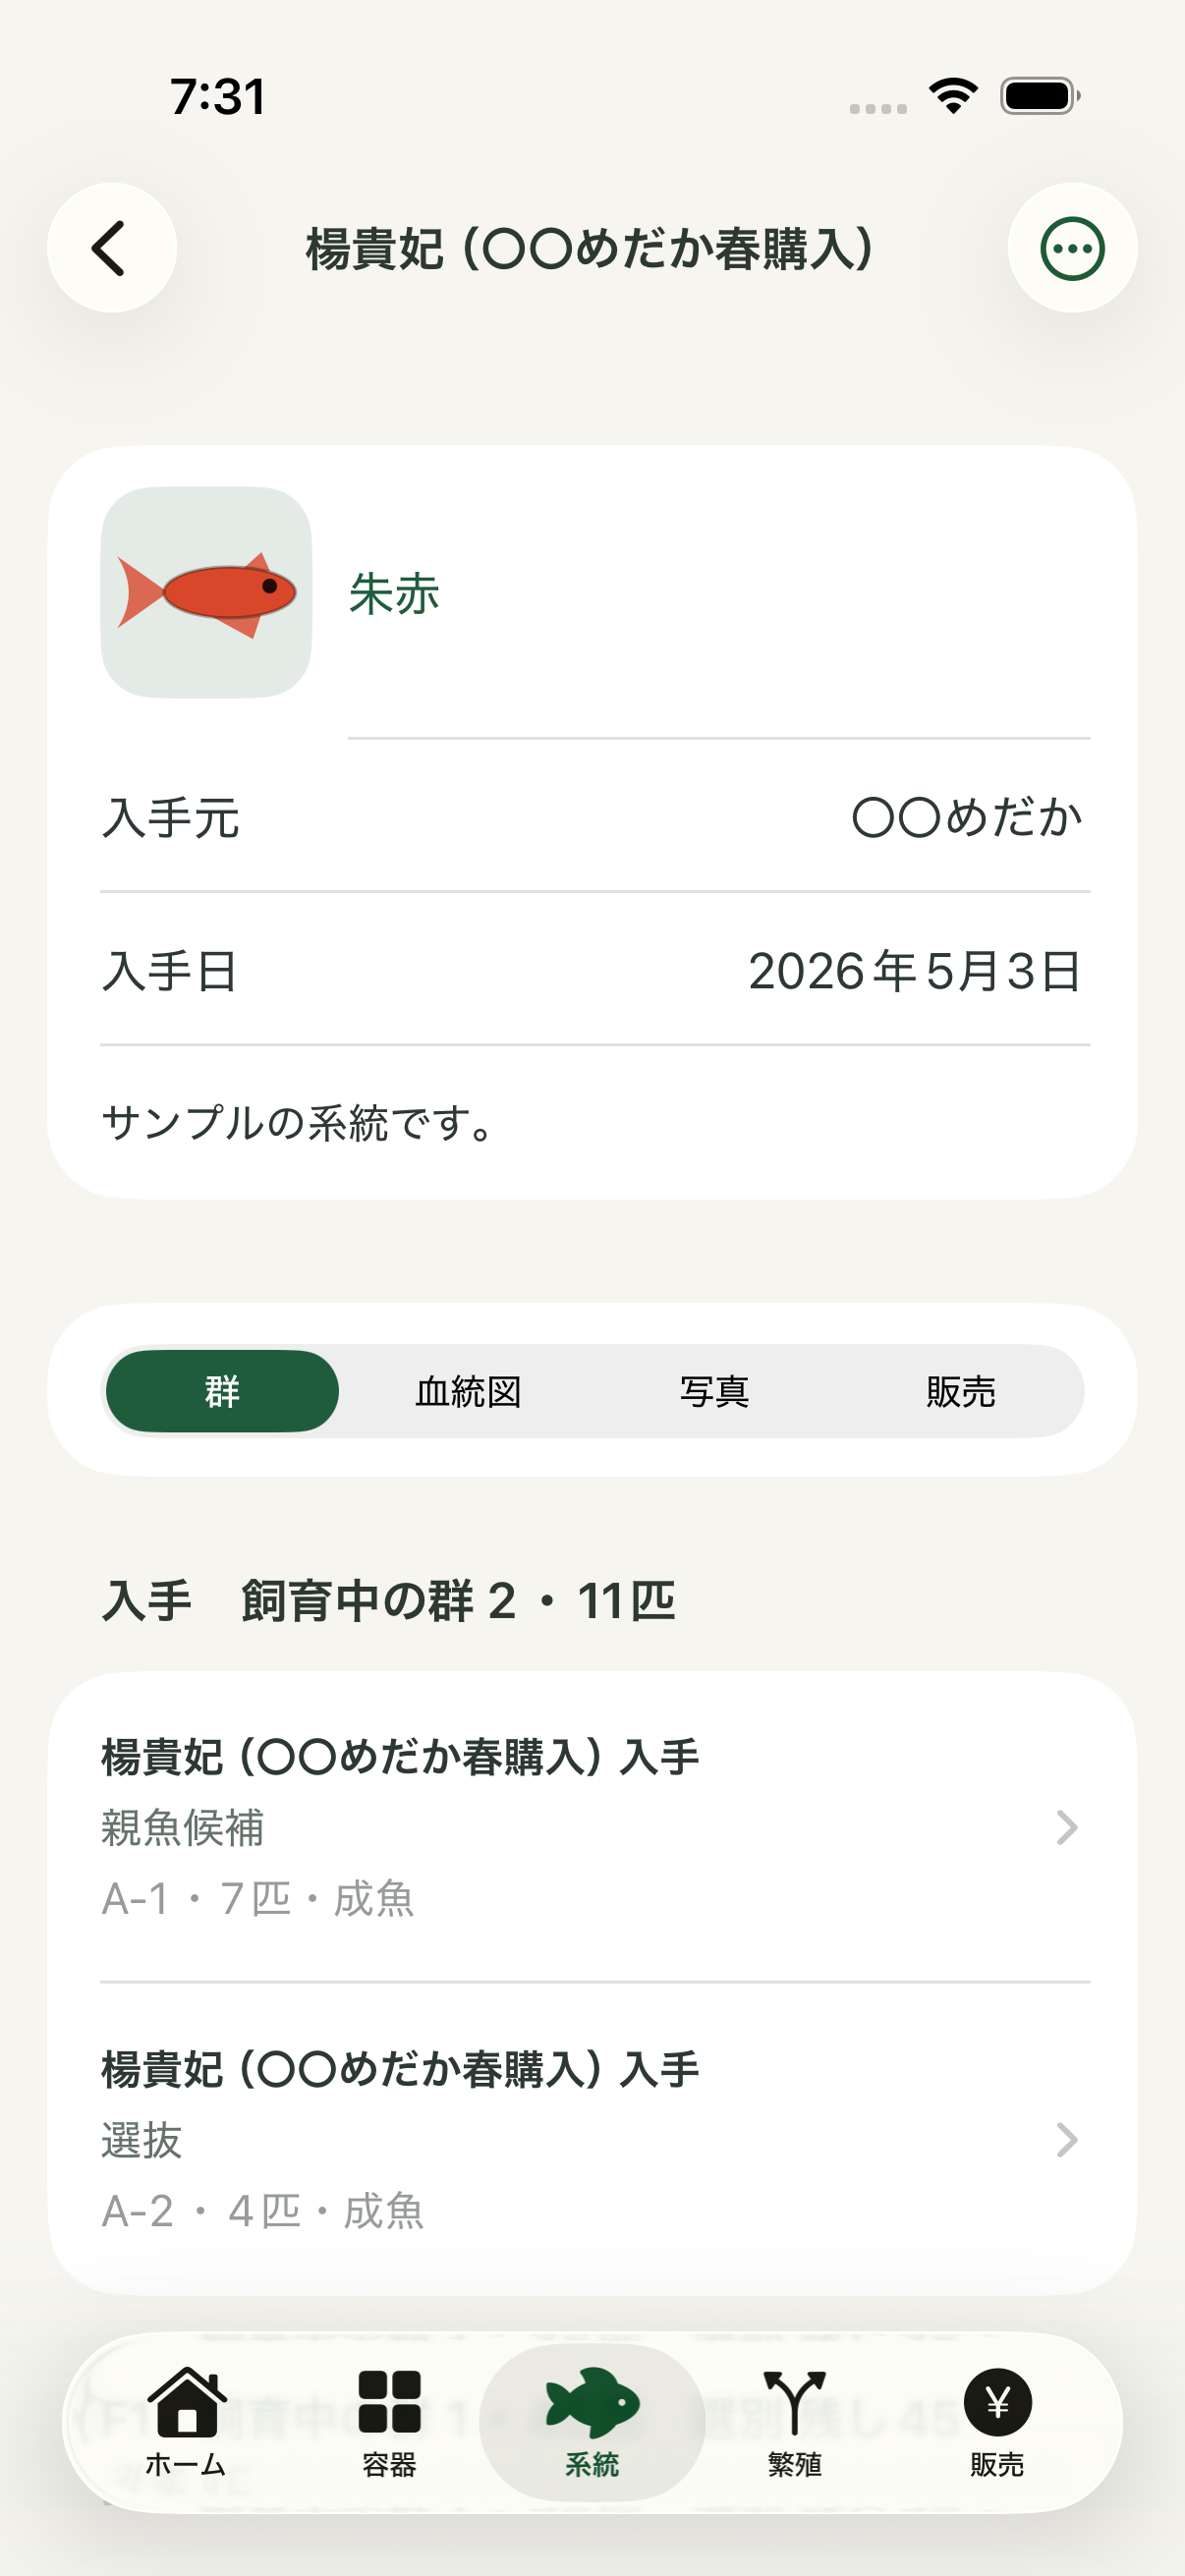 7:31
楊貴妃（〇〇めだか春購入）
朱赤
入手元 〇〇めだか
入手日 2026年5月3日
サンプルの系統です。
群 血統図 写真 販売
入手　飼育中の群 2・11匹
楊貴妃（〇〇めだか春購入）入手
親魚候補
A-1・7匹・成魚
楊貴妃（〇〇めだか春購入）入手
選抜
A-2・4匹・成魚
ホーム 容器 系統 繁殖 販売